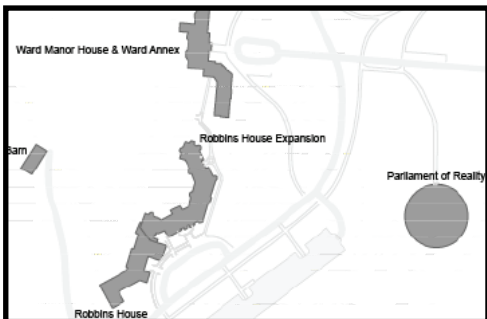 Ward Manor House & Ward Annex
Robbins House Expansion
Barn
Parliament of Reality
Robbins House